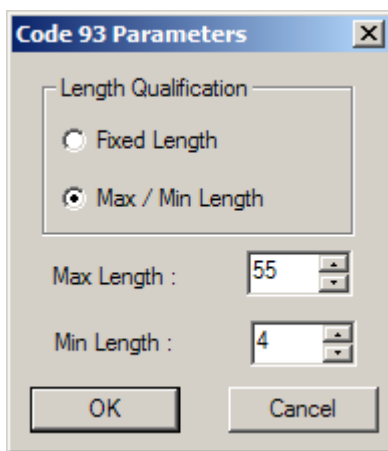 Code 93 Parameters
Length Qualification
Fixed Length
Max / Min Length
Max Length : 55
Min Length : 4
OK Cancel